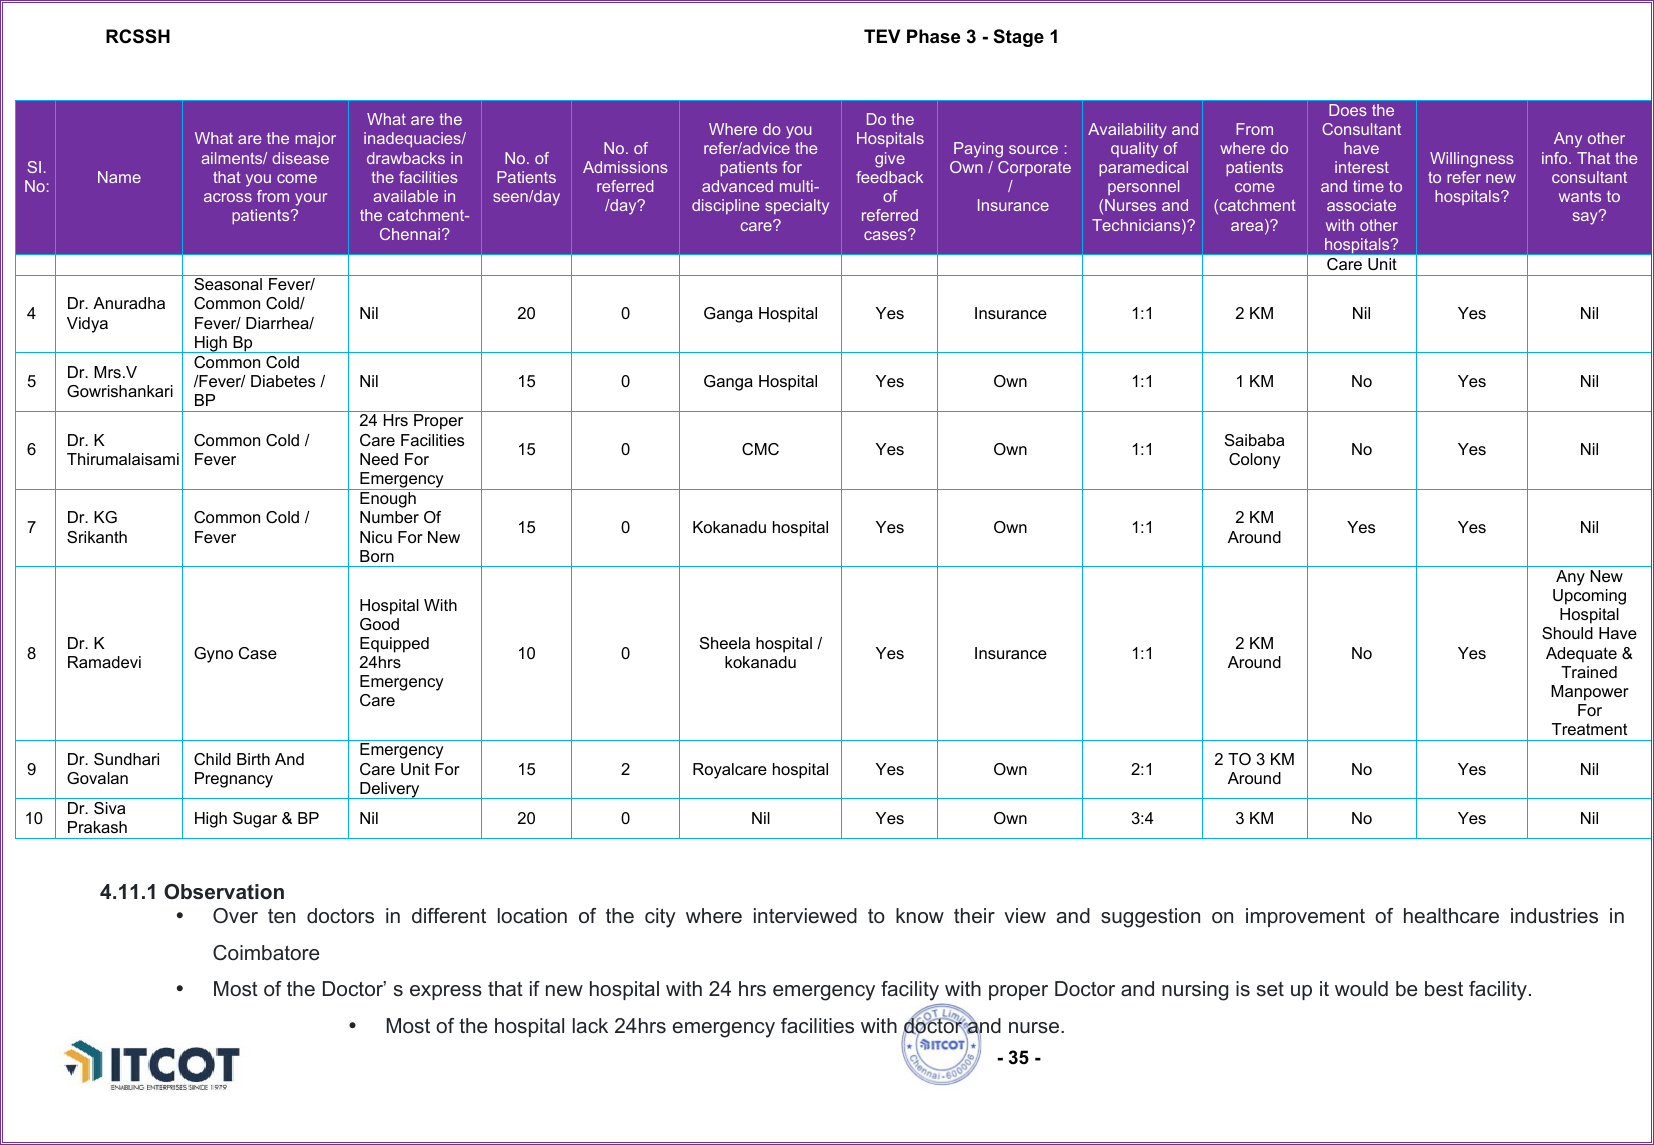 RCSSH
TEV Phase 3 - Stage 1
SI. No:
Name
What are the major ailments/ disease that you come across from your patients?
What are the inadequacies/ drawbacks in the facilities available in the catchment- Chennai?
No. of Patients seen/day
No. of Admissions referred /day?
Where do you refer/advice the patients for advanced multi- discipline specialty care?
Do the Hospitals give feedback of referred cases?
Paying source : Own / Corporate / Insurance
Availability and quality of paramedical personnel (Nurses and Technicians)?
From where do patients come (catchment area)?
Does the Consultant have interest and time to associate with other hospitals?
Willingness to refer new hospitals?
Any other info. That the consultant wants to say?
Care Unit
4 Dr. Anuradha Vidya Seasonal Fever/ Common Cold/ Fever/ Diarrhea/ High Bp Nil 20 0 Ganga Hospital Yes Insurance 1:1 2 KM Nil Yes Nil
5 Dr. Mrs.V Gowrishankari Common Cold /Fever/ Diabetes / BP Nil 15 0 Ganga Hospital Yes Own 1:1 1 KM No Yes Nil
6 Dr. K Thirumalaisami Common Cold / Fever 24 Hrs Proper Care Facilities Need For Emergency 15 0 CMC Yes Own 1:1 Saibaba Colony No Yes Nil
7 Dr. KG Srikanth Common Cold / Fever Enough Number Of Nicu For New Born 15 0 Kokanadu hospital Yes Own 1:1 2 KM Around Yes Yes Nil
8 Dr. K Ramadevi Gyno Case Hospital With Good Equipped 24hrs Emergency Care 10 0 Sheela hospital / kokanadu Yes Insurance 1:1 2 KM Around No Yes Any New Upcoming Hospital Should Have Adequate & Trained Manpower For Treatment
9 Dr. Sundhari Govalan Child Birth And Pregnancy Emergency Care Unit For Delivery 15 2 Royalcare hospital Yes Own 2:1 2 TO 3 KM Around No Yes Nil
10 Dr. Siva Prakash High Sugar & BP Nil 20 0 Nil Yes Own 3:4 3 KM No Yes Nil
4.11.1 Observation
• Over ten doctors in different location of the city where interviewed to know their view and suggestion on improvement of healthcare industries in
Coimbatore
• Most of the Doctor’ s express that if new hospital with 24 hrs emergency facility with proper Doctor and nursing is set up it would be best facility.
• Most of the hospital lack 24hrs emergency facilities with doctor and nurse.
ITCOT
ENABLING ENTERPRISES SINCE 1979
ITCOT Limited
ITCOT
Chennai-600006
- 35 -